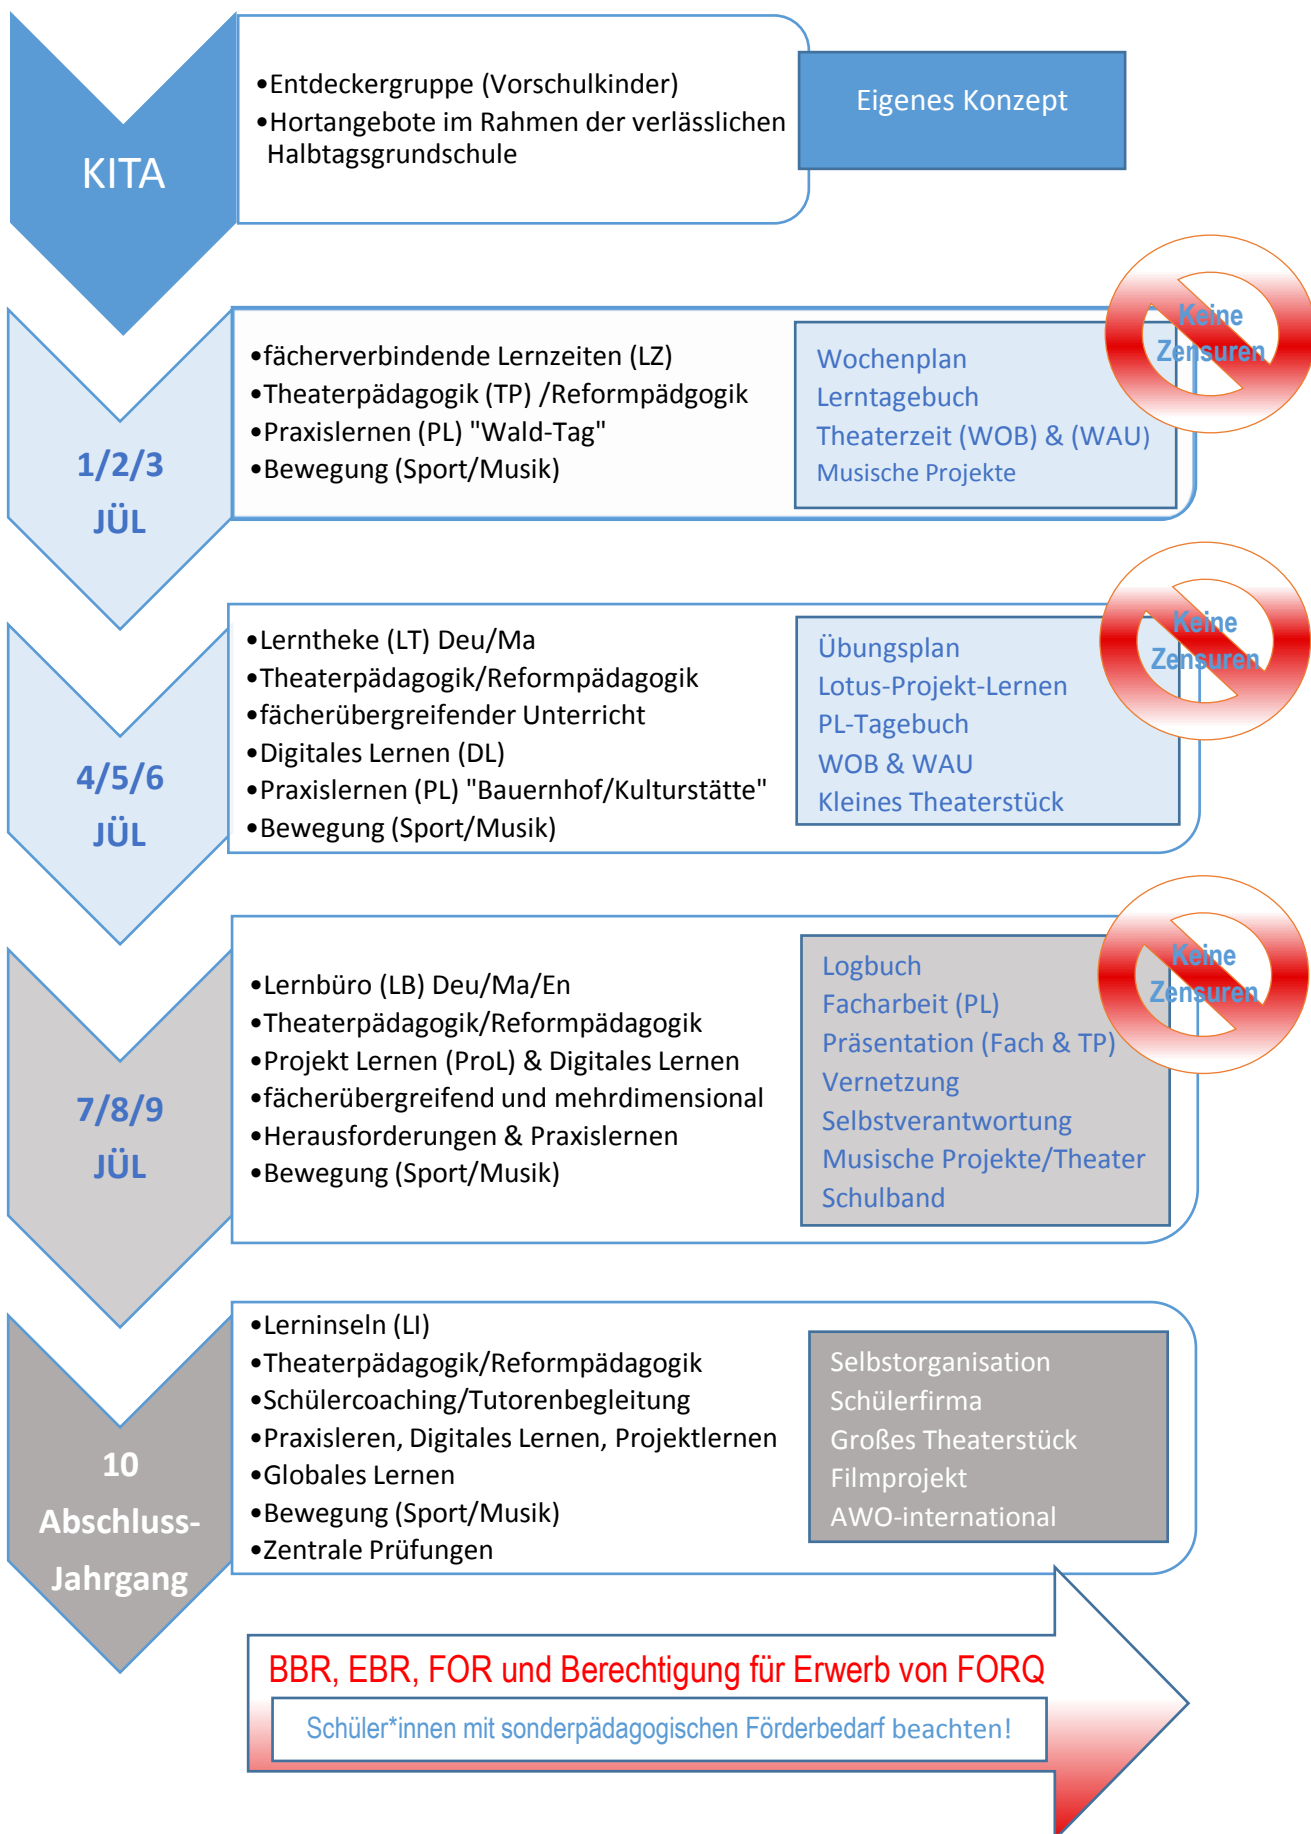 KITA
•Entdeckergruppe (Vorschulkinder)
•Hortangebote im Rahmen der verlässlichen
Halbtagsgrundschule
Eigenes Konzept
1/2/3
JÜL
•fächerverbindende Lernzeiten (LZ)
•Theaterpädagogik (TP) /Reformpädgogik
•Praxislernen (PL) "Wald-Tag"
•Bewegung (Sport/Musik)
Wochenplan
Lerntagebuch
Theaterzeit (WOB) & (WAU)
Musische Projekte
Keine
Zensuren
4/5/6
JÜL
•Lerntheke (LT) Deu/Ma
•Theaterpädagogik/Reformpädagogik
•fächerübergreifender Unterricht
•Digitales Lernen (DL)
•Praxislernen (PL) "Bauernhof/Kulturstätte"
•Bewegung (Sport/Musik)
Übungsplan
Lotus-Projekt-Lernen
PL-Tagebuch
WOB & WAU
Kleines Theaterstück
Keine
Zensuren
7/8/9
JÜL
•Lernbüro (LB) Deu/Ma/En
•Theaterpädagogik/Reformpädagogik
•Projekt Lernen (ProL) & Digitales Lernen
•fächerübergreifend und mehrdimensional
•Herausforderungen & Praxislernen
•Bewegung (Sport/Musik)
Logbuch
Facharbeit (PL)
Präsentation (Fach & TP)
Vernetzung
Selbstverantwortung
Musische Projekte/Theater
Schulband
Keine
Zensuren
10
Abschluss-
Jahrgang
•Lerninseln (LI)
•Theaterpädagogik/Reformpädagogik
•Schülercoaching/Tutorenbegleitung
•Praxisleren, Digitales Lernen, Projektlernen
•Globales Lernen
•Bewegung (Sport/Musik)
•Zentrale Prüfungen
Selbstorganisation
Schülerfirma
Großes Theaterstück
Filmprojekt
AWO-international
BBR, EBR, FOR und Berechtigung für Erwerb von FORQ
Schüler*innen mit sonderpädagogischen Förderbedarf beachten!